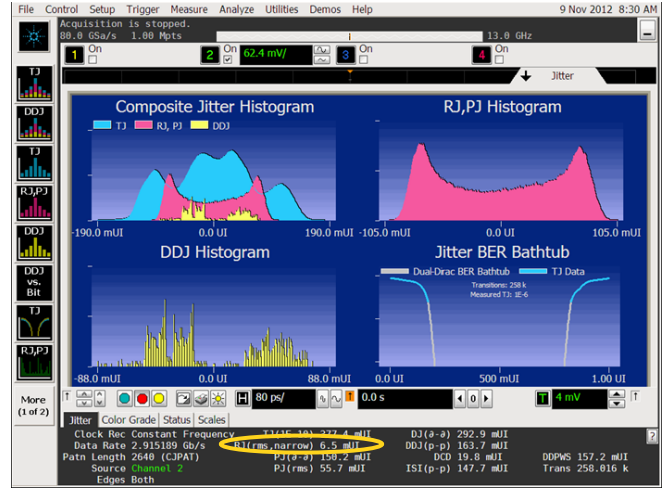 File Control Setup Trigger Measure Analyze Utilities Demos Help 9 Nov 2012 8:30 AM
Acquisition is stopped.
80.0 GSa/s 1.00 Mpts 13.0 GHz
1 On 2 On 62.4 mV/ 3 On 4 On
Jitter
TJ
DDJ
TJ
RJ,PJ
DDJ
DDJ
vs.
Bit
TJ
RJ,PJ
More
(1 of 2)
Composite Jitter Histogram
TJ RJ, PJ DDJ
-190.0 mUI 0.0 UI 190.0 mUI
RJ,PJ Histogram
-105.0 mUI 0.0 UI 105.0 mUI
DDJ Histogram
-88.0 mUI 0.0 UI 88.0 mUI
Jitter BER Bathtub
Dual-Dirac BER Bathtub TJ Data
Transitions: 258 k
Measured TJ: 1E-6
0.0 UI 500 mUI 1.00 UI
H 80 ps/ 0.0 s 0 T 4 mV
Jitter Color Grade Status Scales
Clock Rec Constant Frequency TJ(1E-10) 377.4 mUI DJ(∂-∂) 292.9 mUI
Data Rate 2.915189 Gb/s RJ(rms,narrow) 6.5 mUI DDJ(p-p) 163.7 mUI
Patn Length 2640 (CJPAT) PJ(∂-∂) 150.2 mUI DCD 19.8 mUI DDPWS 157.2 mUI
Source Channel 2 PJ(rms) 55.7 mUI ISI(p-p) 147.7 mUI Trans 258.016 k
Edges Both
?